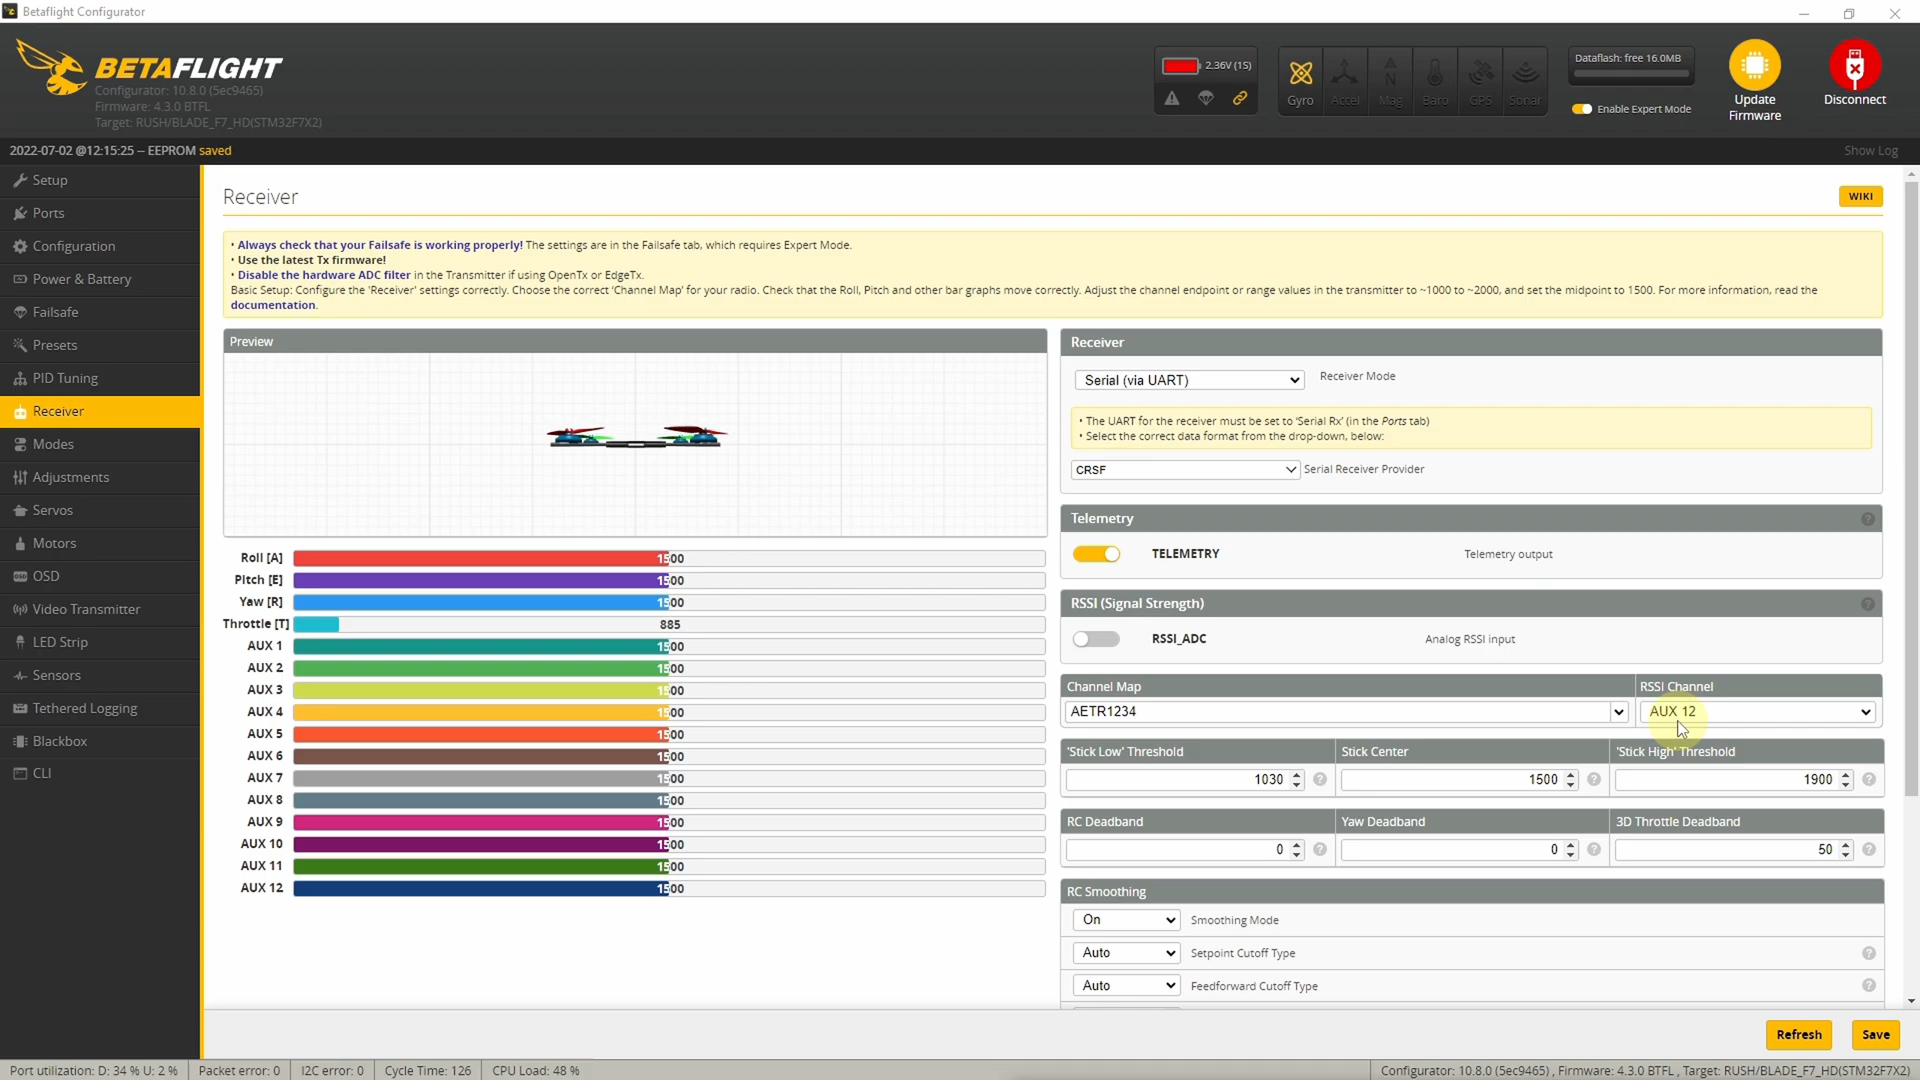 Betaflight Configurator
BETAFLIGHT
Configurator: 10.8.0 (5ec9465)
Firmware: 4.3.0 BTFL
Target: RUSH/BLADE_F7_HD(STM32F7X2)
2.36V (1S)
Gyro
Accel
Mag
Baro
GPS
Sonar
Dataflash: free 16.0MB
Enable Expert Mode
Update
Firmware
Disconnect
2022-07-02 @12:15:25 -- EEPROM saved
Show Log
Setup
Ports
Configuration
Power & Battery
Failsafe
Presets
PID Tuning
Receiver
Modes
Adjustments
Servos
Motors
OSD
Video Transmitter
LED Strip
Sensors
Tethered Logging
Blackbox
CLI
Receiver
WIKI
• Always check that your Failsafe is working properly! The settings are in the Failsafe tab, which requires Expert Mode.
• Use the latest Tx firmware!
• Disable the hardware ADC filter in the Transmitter if using OpenTx or EdgeTx.
Basic Setup: Configure the 'Receiver' settings correctly. Choose the correct 'Channel Map' for your radio. Check that the Roll, Pitch and other bar graphs move correctly. Adjust the channel endpoint or range values in the transmitter to ~1000 to ~2000, and set the midpoint to 1500. For more information, read the
documentation.
Preview
Roll [A] 1500
Pitch [E] 1500
Yaw [R] 1500
Throttle [T] 885
AUX 1 1500
AUX 2 1500
AUX 3 1500
AUX 4 1500
AUX 5 1500
AUX 6 1500
AUX 7 1500
AUX 8 1500
AUX 9 1500
AUX 10 1500
AUX 11 1500
AUX 12 1500
Receiver
Serial (via UART) Receiver Mode
• The UART for the receiver must be set to 'Serial Rx' (in the Ports tab)
• Select the correct data format from the drop-down, below:
CRSF Serial Receiver Provider
Telemetry ?
TELEMETRY Telemetry output
RSSI (Signal Strength) ?
RSSI_ADC Analog RSSI input
Channel Map RSSI Channel
AETR1234 AUX 12
'Stick Low' Threshold Stick Center 'Stick High' Threshold
1030 ? 1500 ? 1900 ?
RC Deadband Yaw Deadband 3D Throttle Deadband
0 ? 0 ? 50 ?
RC Smoothing
On Smoothing Mode
Auto Setpoint Cutoff Type ?
Auto Feedforward Cutoff Type ?
Refresh Save
Port utilization: D: 34 % U: 2 % Packet error: 0 I2C error: 0 Cycle Time: 126 CPU Load: 48 %
Configurator: 10.8.0 (5ec9465) , Firmware: 4.3.0 BTFL , Target: RUSH/BLADE_F7_HD(STM32F7X2)